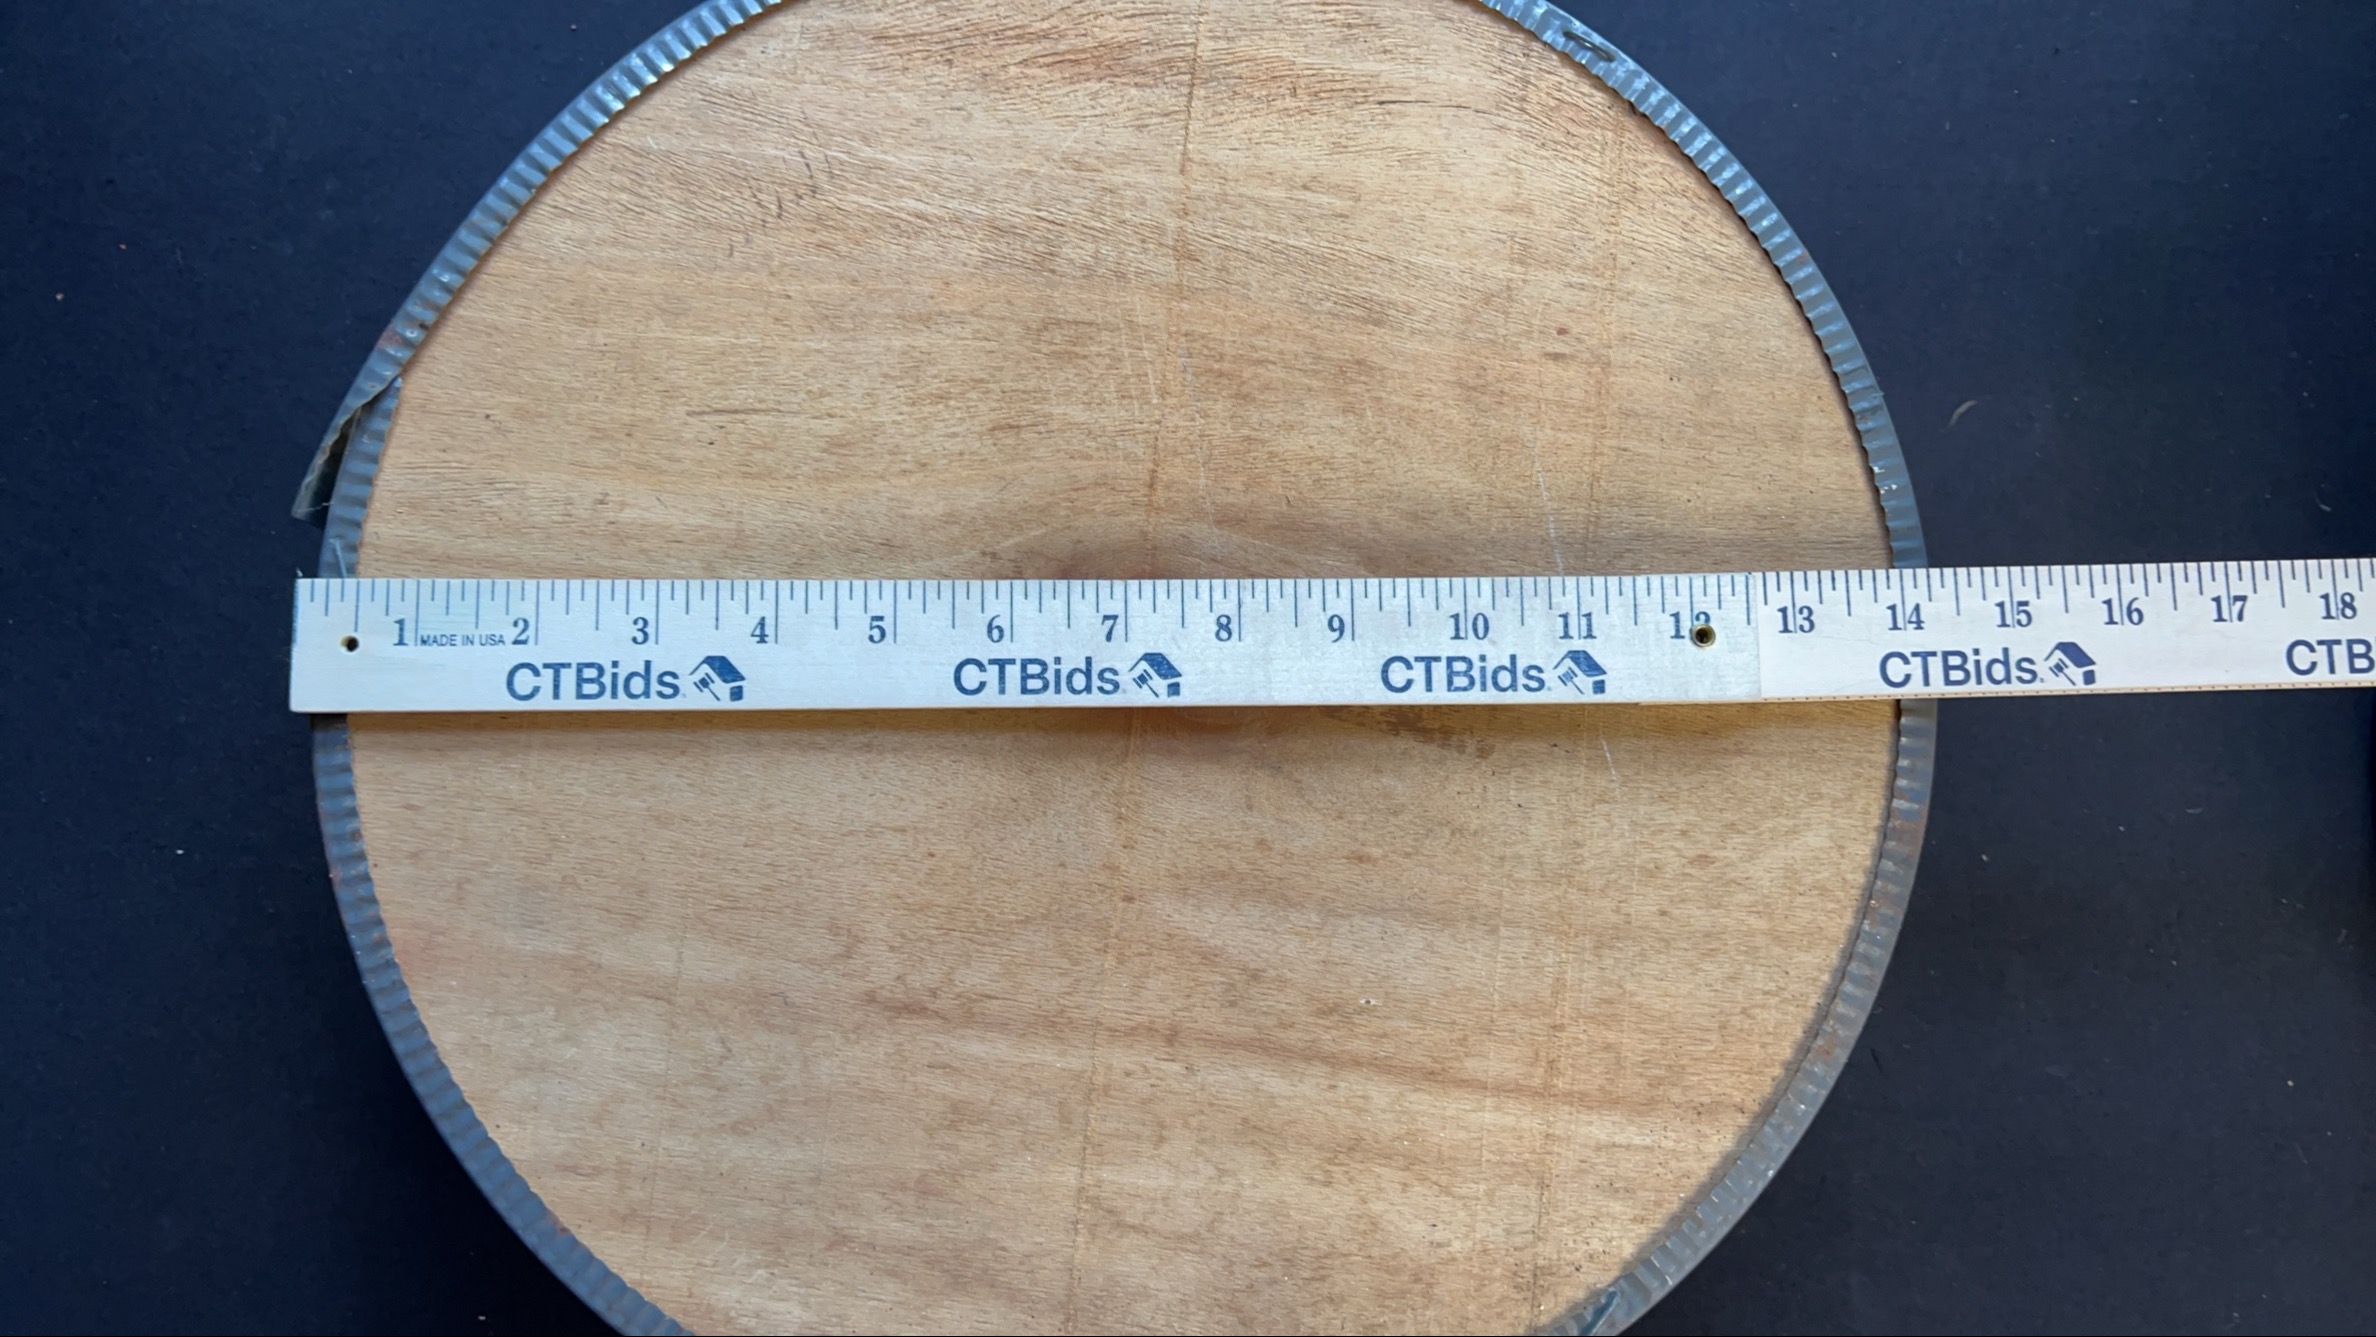 1 MADE IN USA 2 3 4 5 6 7 8 9 10 11 12 13 14 15 16 17 18
CTBids. CTBids. CTBids. CTBids. CTB